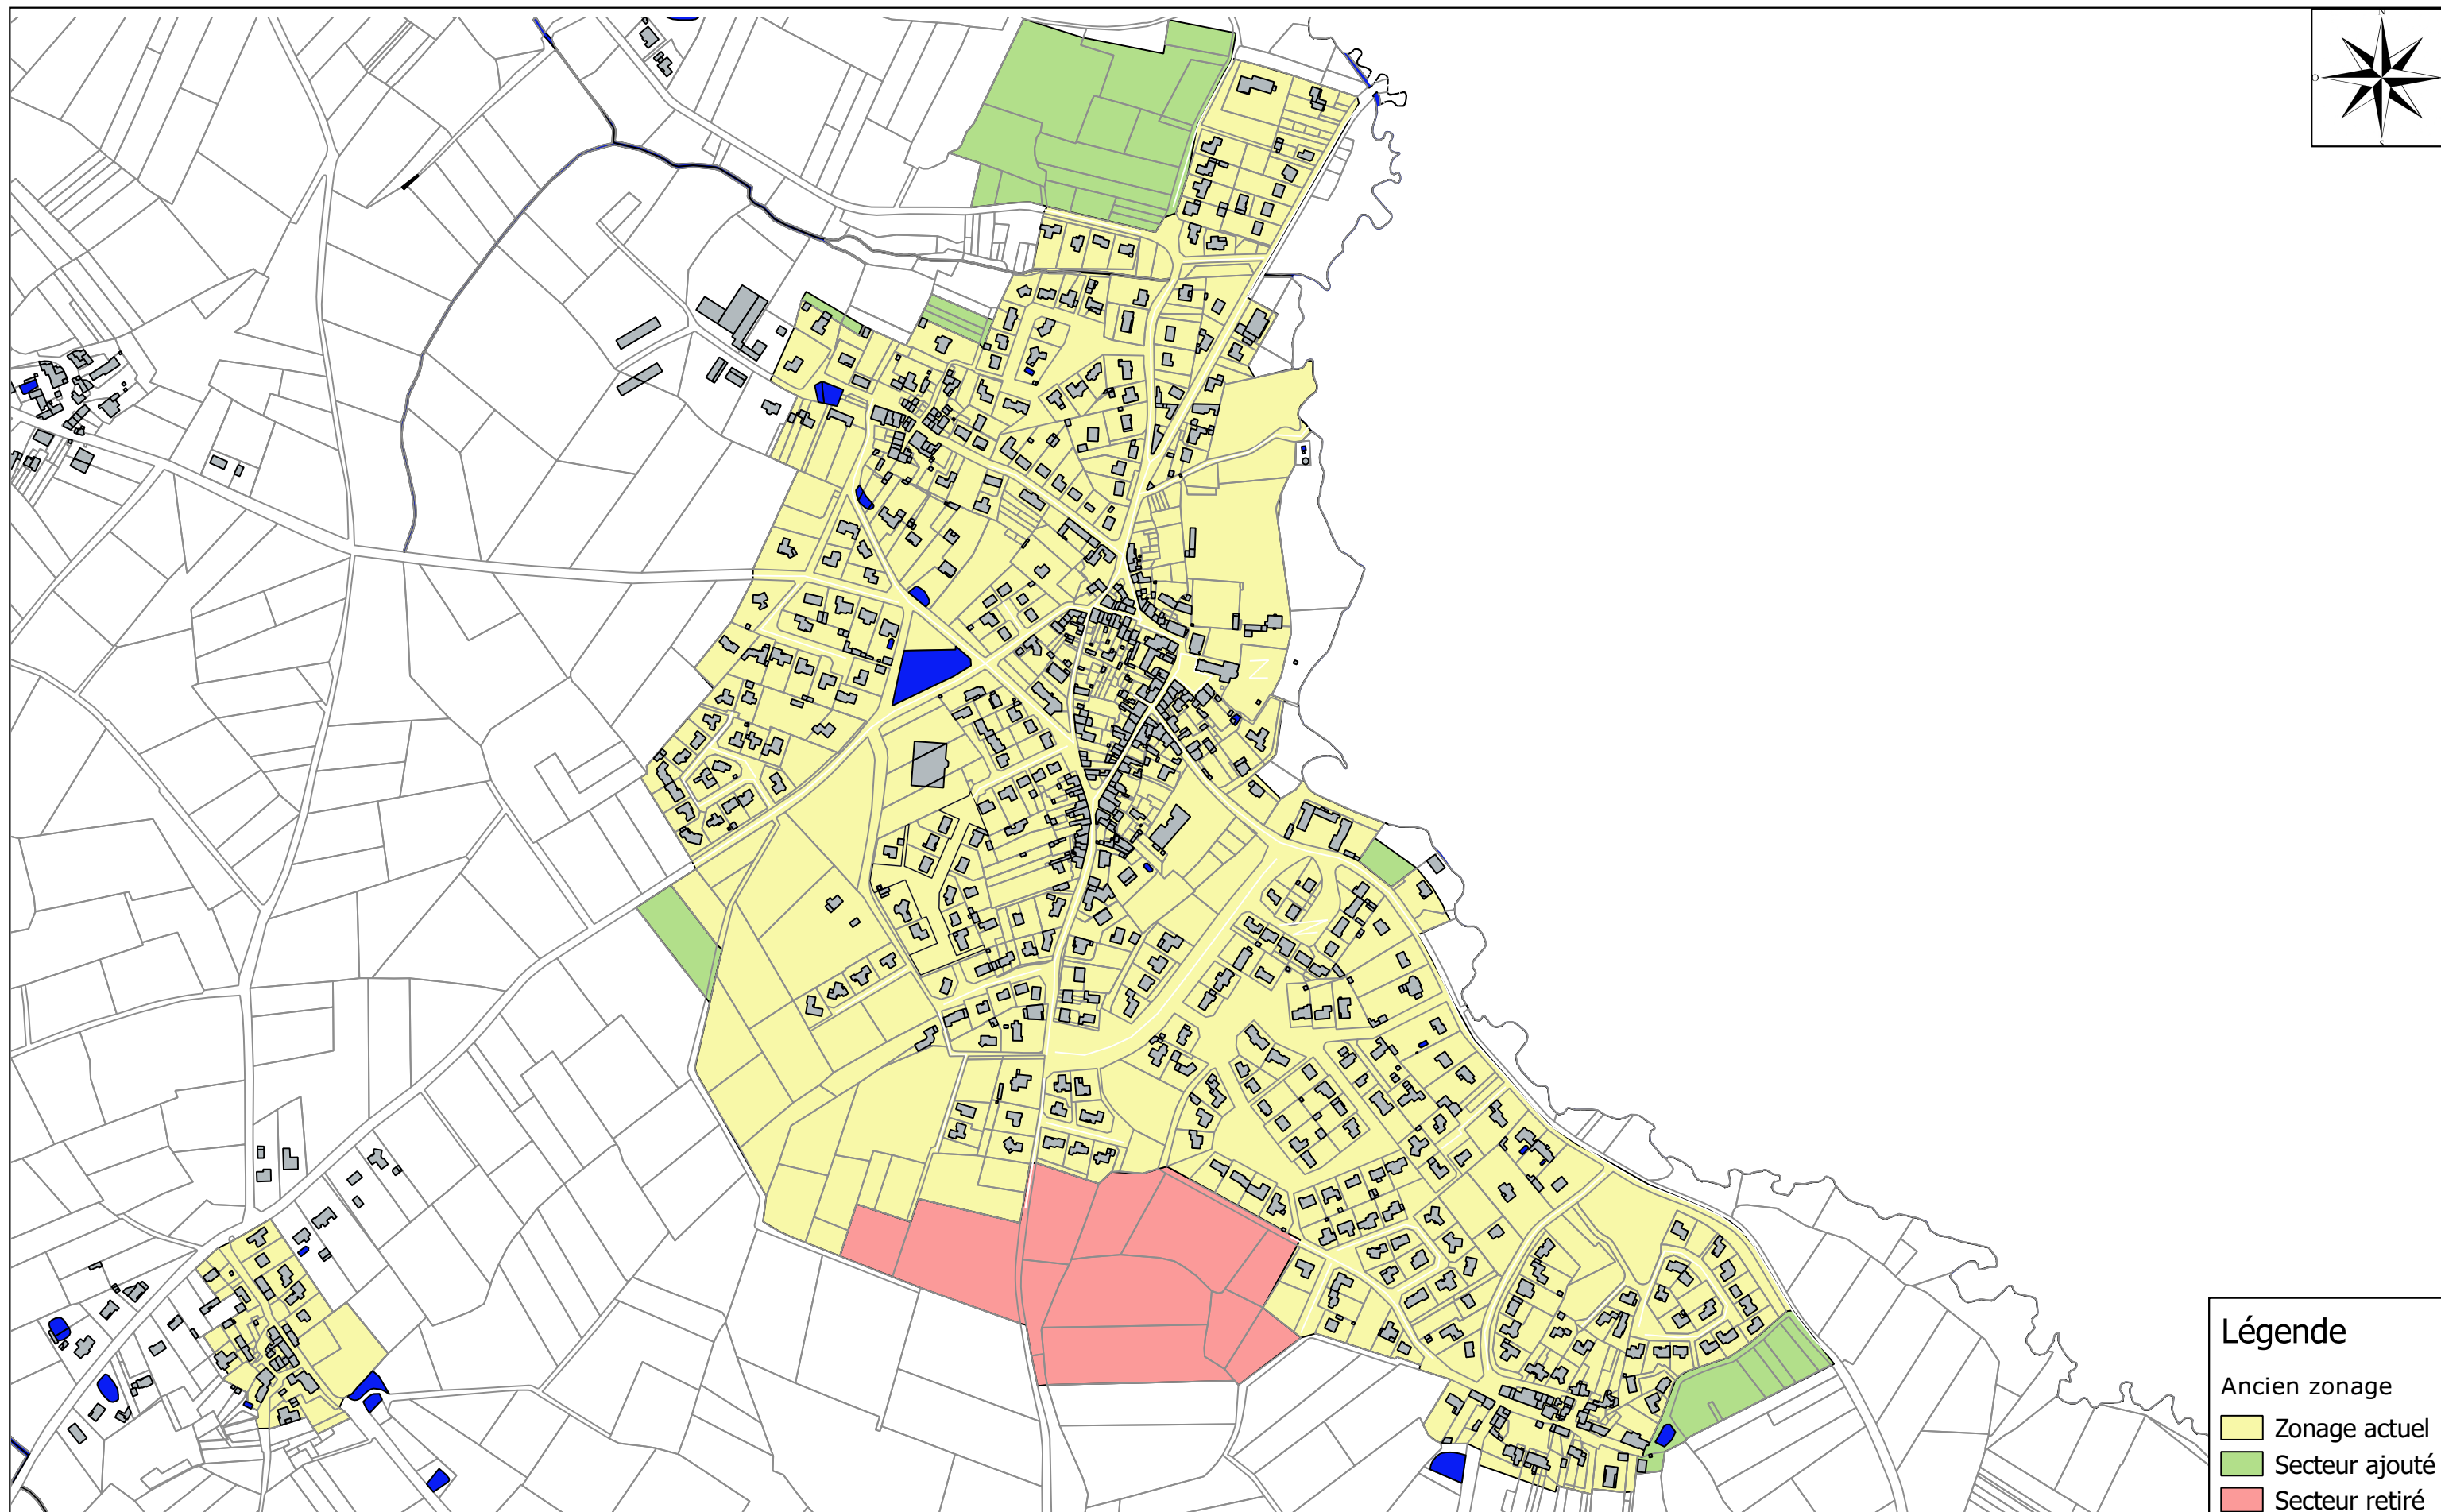 N
O
S
Légende
Ancien zonage
Zonage actuel
Secteur ajouté
Secteur retiré